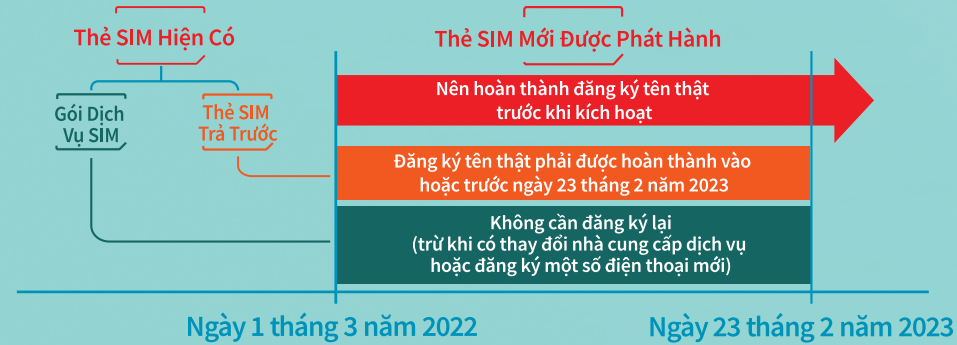 Thẻ SIM Hiện Có
Gói Dịch
Vụ SIM
Thẻ SIM
Trả Trước
Thẻ SIM Mới Được Phát Hành
Nên hoàn thành đăng ký tên thật
trước khi kích hoạt
Đăng ký tên thật phải được hoàn thành vào
hoặc trước ngày 23 tháng 2 năm 2023
Không cần đăng ký lại
(trừ khi có thay đổi nhà cung cấp dịch vụ
hoặc đăng ký một số điện thoại mới)
Ngày 1 tháng 3 năm 2022
Ngày 23 tháng 2 năm 2023